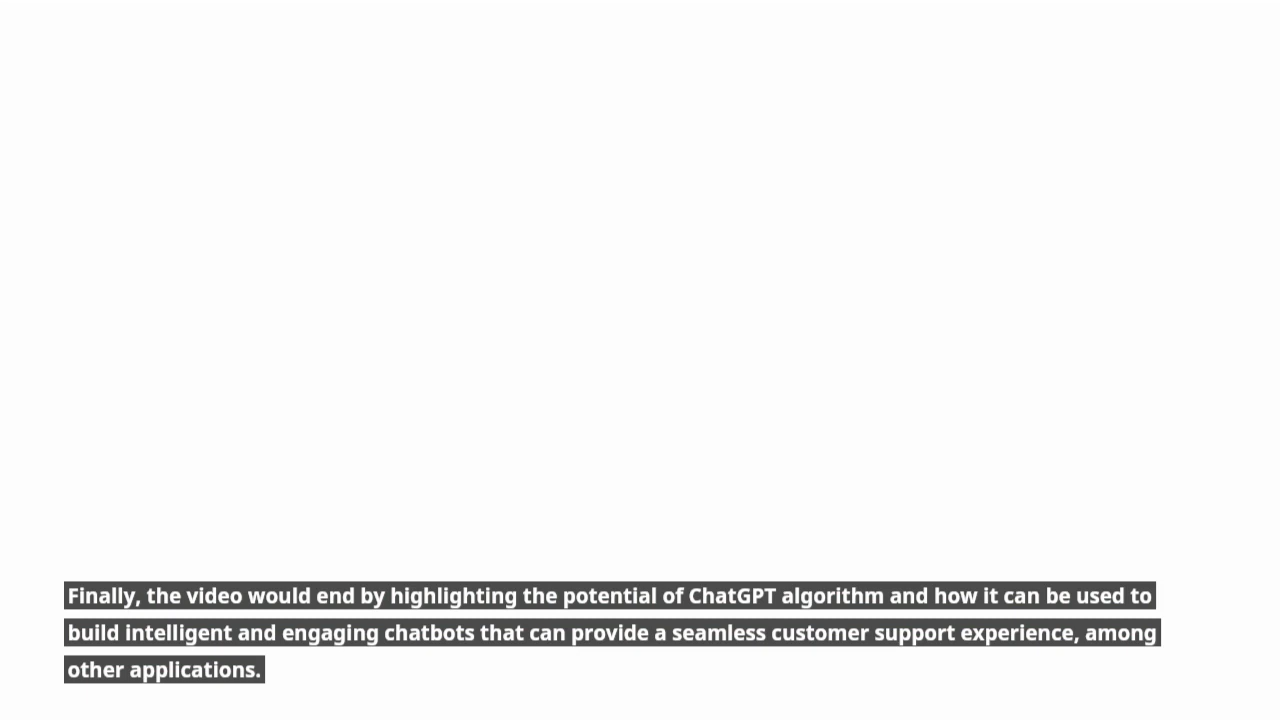 Finally, the video would end by highlighting the potential of ChatGPT algorithm and how it can be used to
build intelligent and engaging chatbots that can provide a seamless customer support experience, among
other applications.